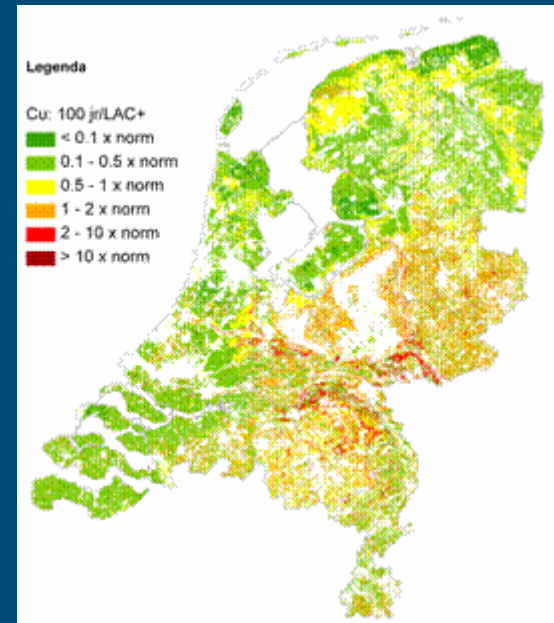 Legenda
Cu: 100 jr/LAC+
< 0.1 x norm
0.1 - 0.5 x norm
0.5 - 1 x norm
1 - 2 x norm
2 - 10 x norm
> 10 x norm